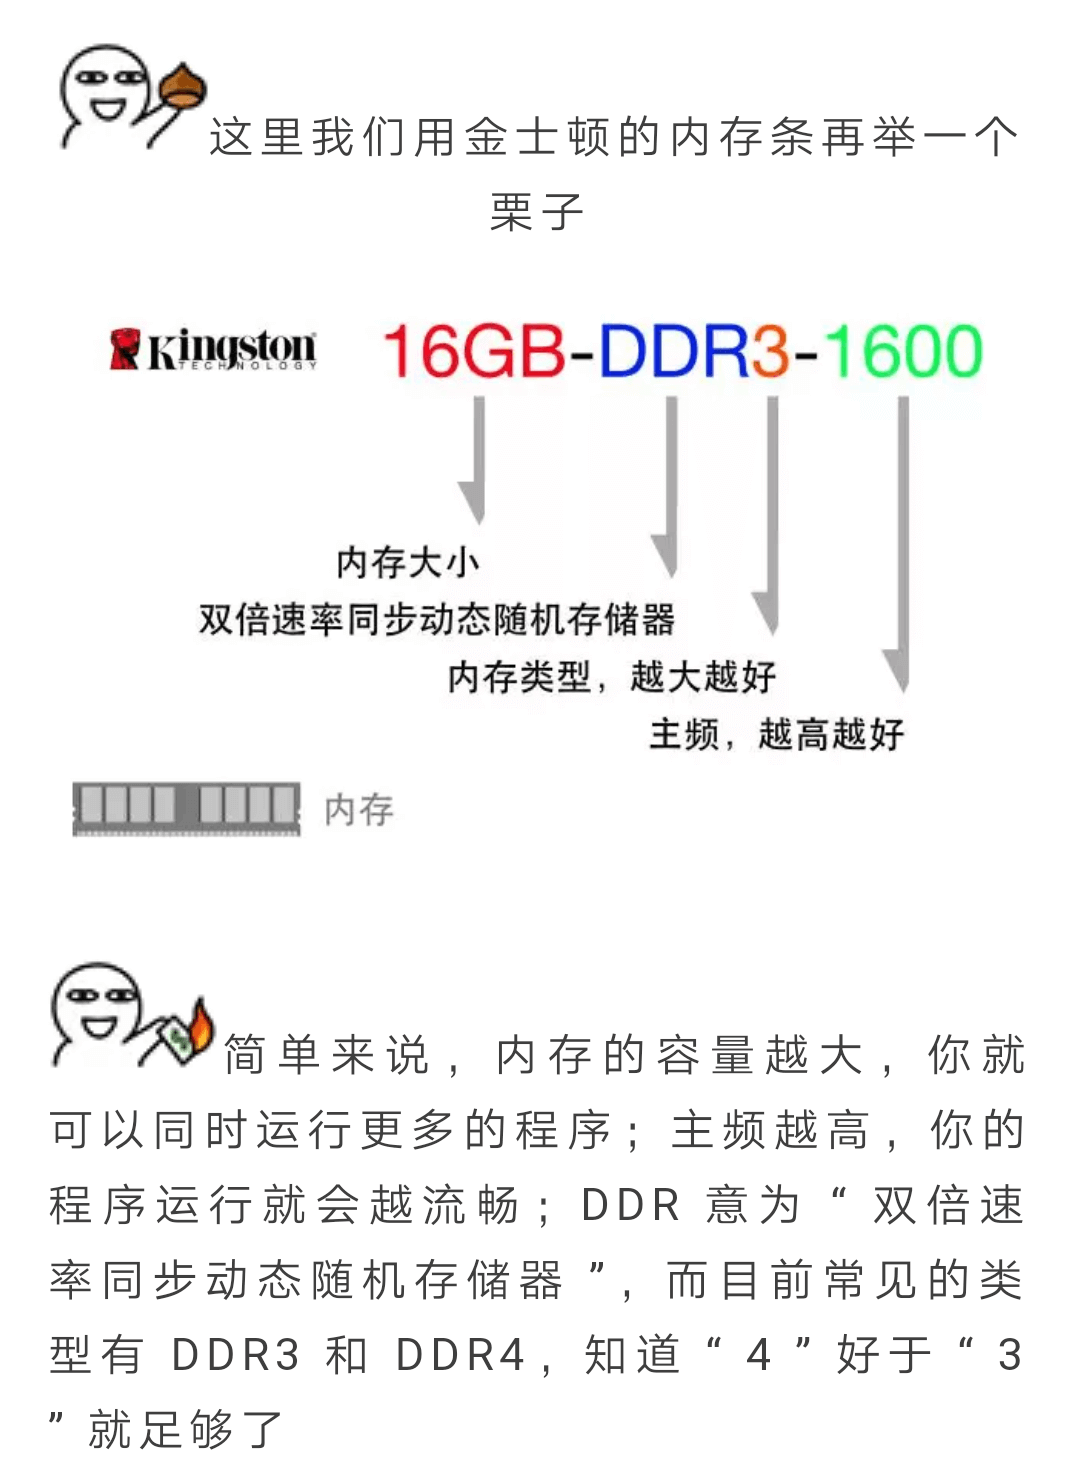 这里我们用金士顿的内存条再举一个
栗子
Kingston
TECHNOLOGY
16GB-DDR3-1600
内存大小
双倍速率同步动态随机存储器
内存类型，越大越好
主频，越高越好
内存
简单来说，内存的容量越大，你就
可以同时运行更多的程序；主频越高，你的
程序运行就会越流畅；DDR 意为 “ 双倍速
率同步动态随机存储器 ”，而目前常见的类
型有 DDR3 和 DDR4，知道 “ 4 ” 好于 “ 3
” 就足够了